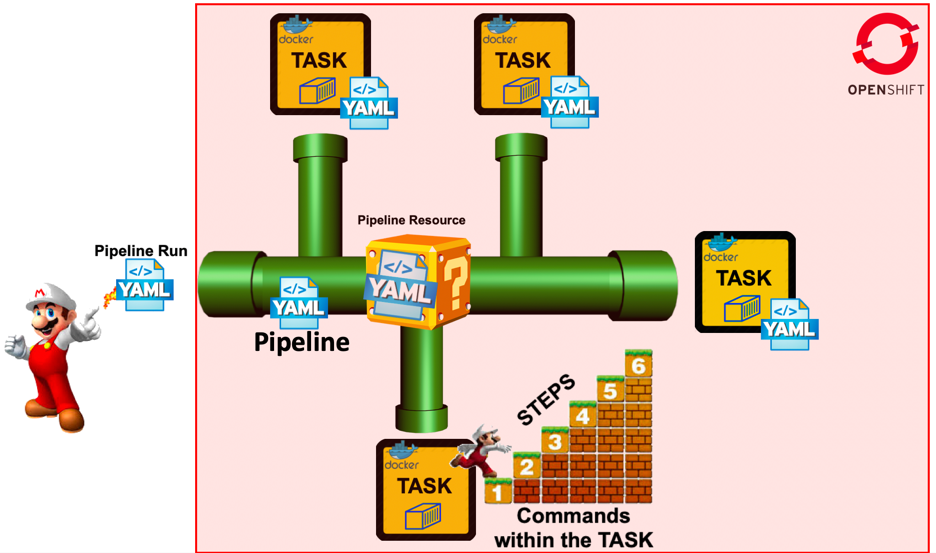 docker
TASK
</>
YAML
docker
TASK
</>
YAML
OPENSHIFT
Pipeline Resource
Pipeline Run
</>
YAML
</>
YAML
?
</>
YAML
Pipeline
docker
TASK
</>
YAML
M
STEPS
1
2
3
4
5
6
docker
TASK
Commands
within the TASK